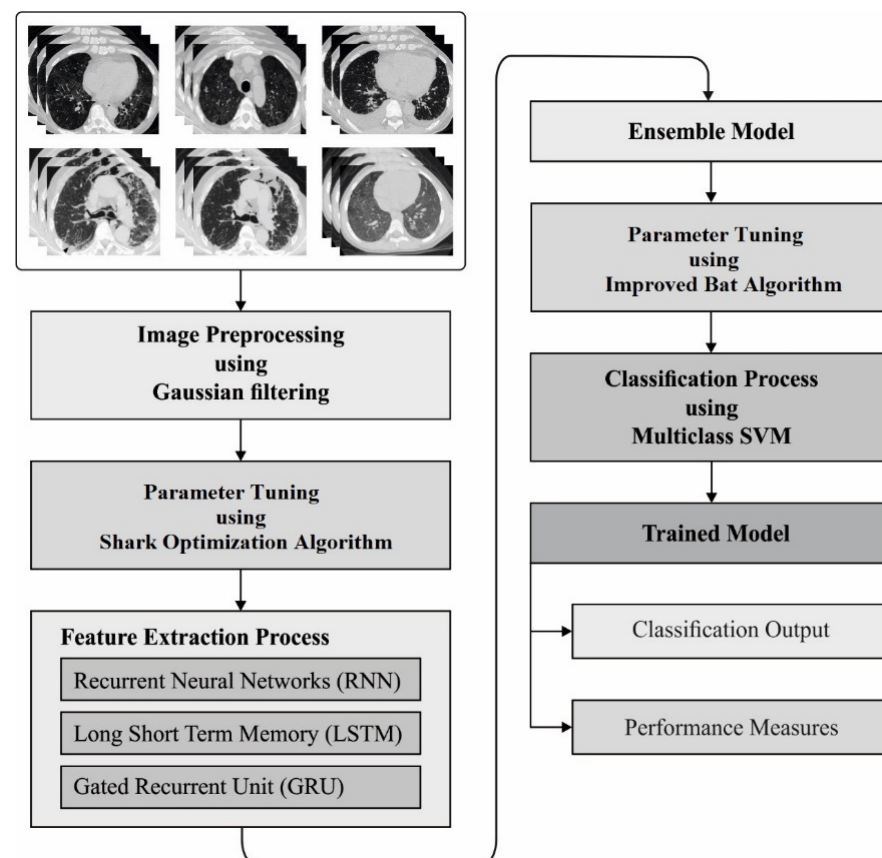 Image Preprocessing
using
Gaussian filtering
Parameter Tuning
using
Shark Optimization Algorithm
Feature Extraction Process
Recurrent Neural Networks (RNN)
Long Short Term Memory (LSTM)
Gated Recurrent Unit (GRU)
Ensemble Model
Parameter Tuning
using
Improved Bat Algorithm
Classification Process
using
Multiclass SVM
Trained Model
Classification Output
Performance Measures